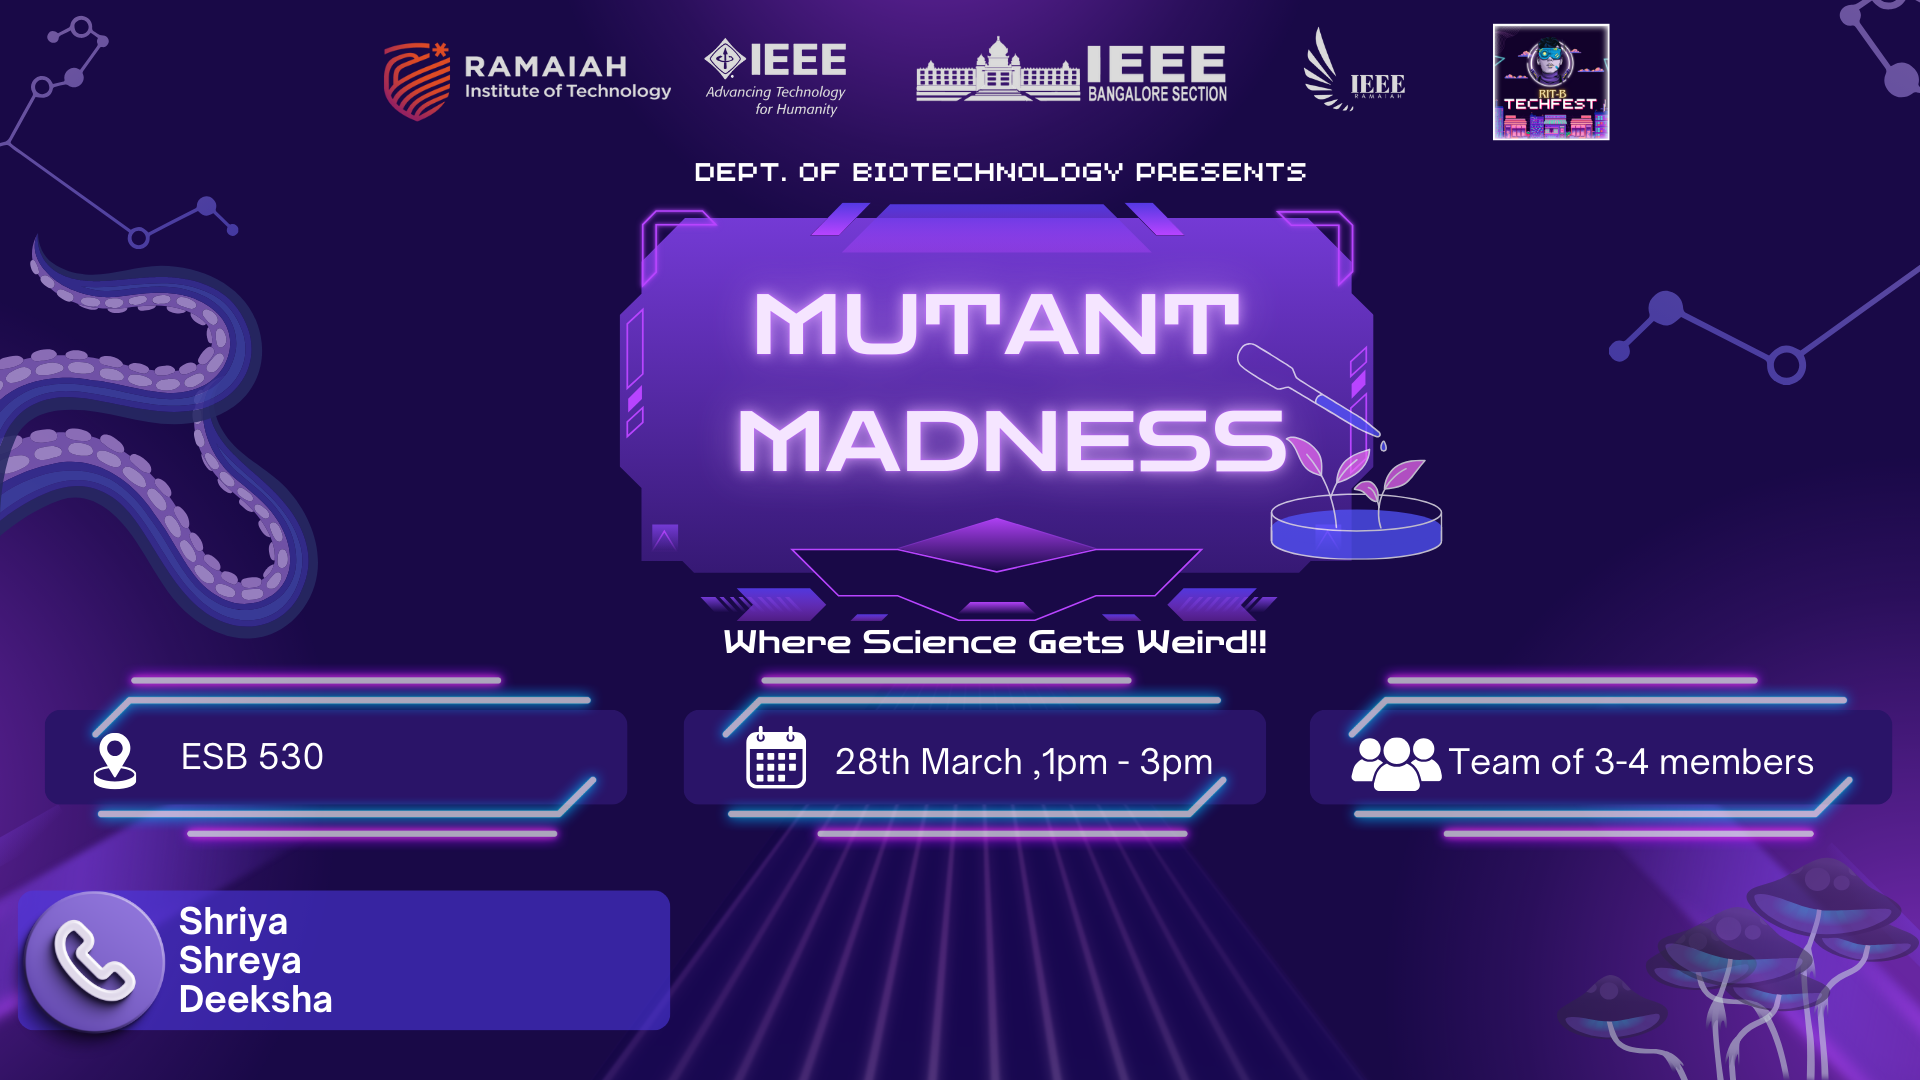 RAMAIAH
Institute of Technology
IEEE
Advancing Technology
for Humanity
IEEE
BANGALORE SECTION
IEEE
RAMAIAH
RIT-B
TECHFEST
DEPT. OF BIOTECHNOLOGY PRESENTS
MUTANT
MADNESS
Where Science Gets Weird!!
ESB 530
28th March ,1pm - 3pm
Team of 3-4 members
Shriya
Shreya
Deeksha